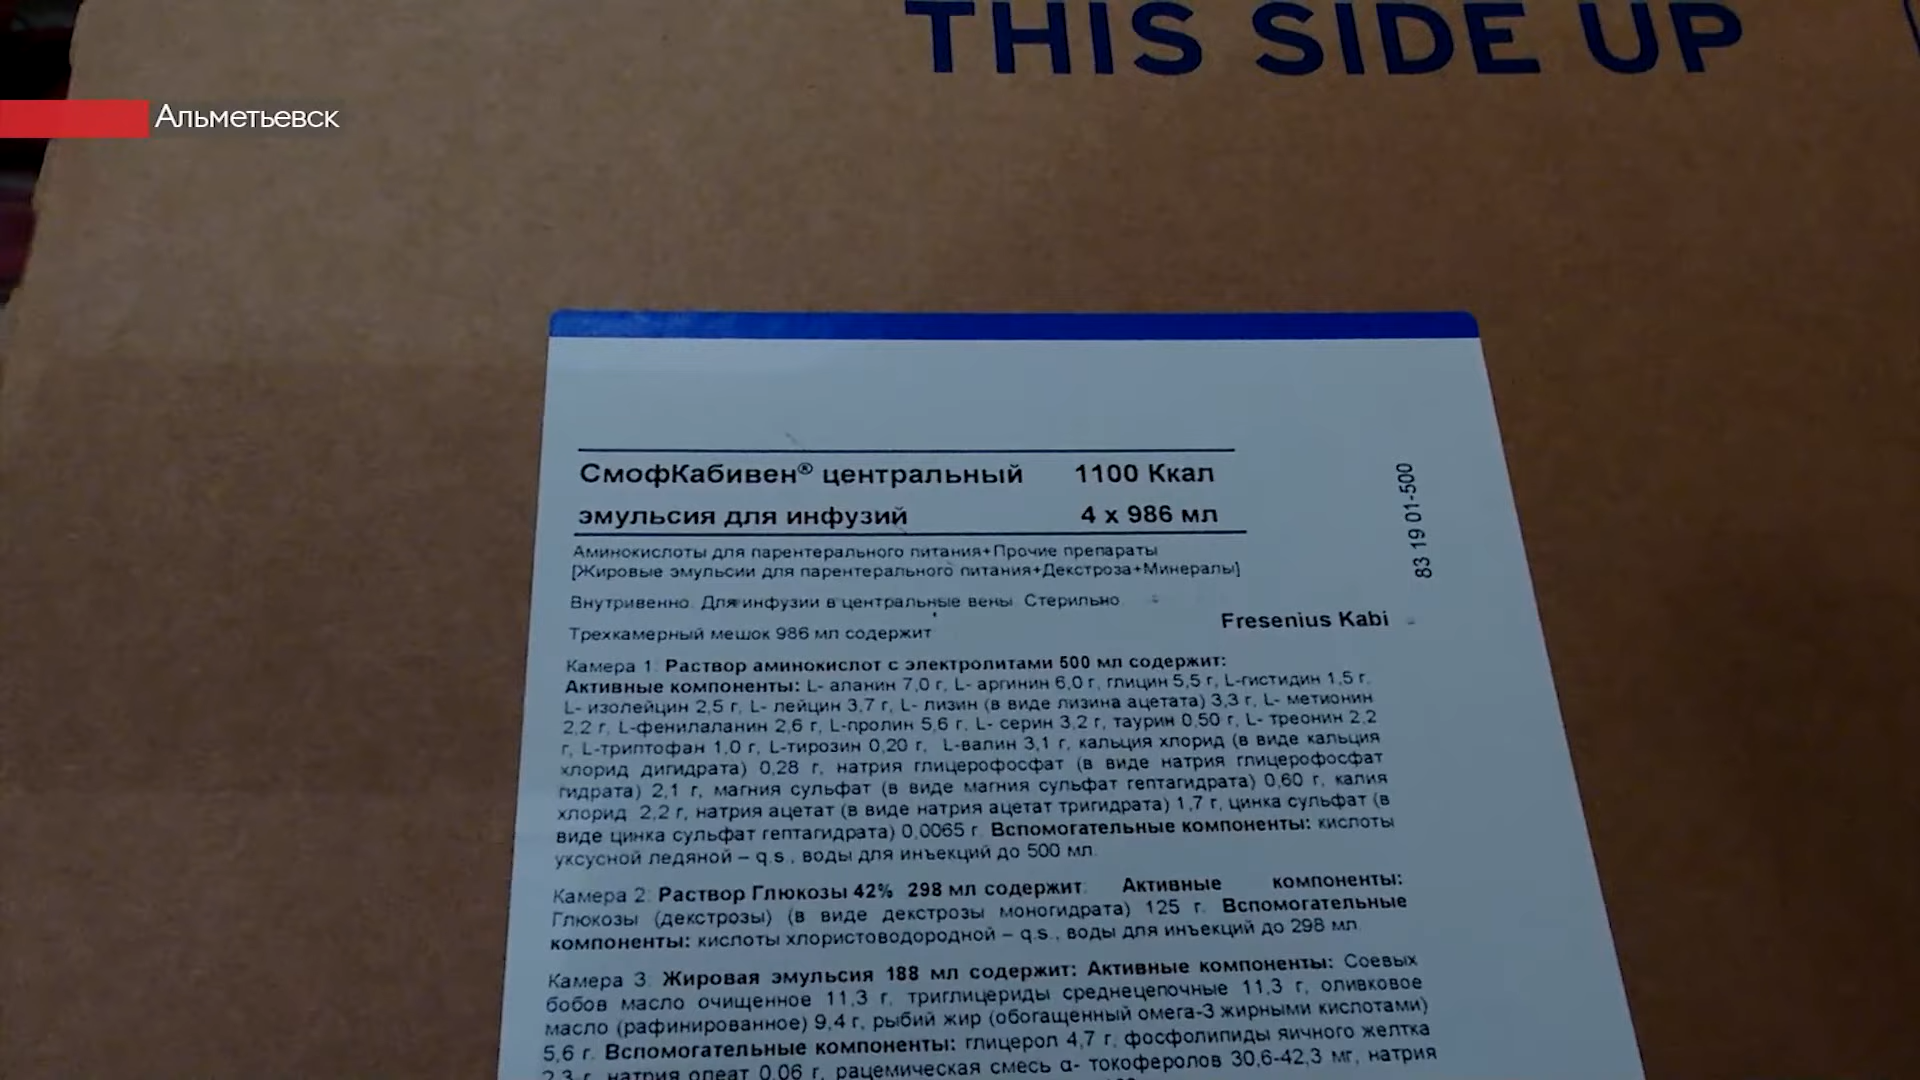 THIS SIDE UP
Альметьевск
СмофКабивен® центральный 1100 Ккал
эмульсия для инфузий 4 x 986 мл
Аминокислоты для парентерального питания+Прочие препараты
[Жировые эмульсии для парентерального питания+Декстроза+Минералы]
Внутривенно. Для инфузии в центральные вены. Стерильно
83 19 01-500
Fresenius Kabi
Трехкамерный мешок 986 мл содержит
Камера 1. Раствор аминокислот с электролитами 500 мл содержит:
Активные компоненты: L- аланин 7,0 г, L- аргинин 6,0 г, глицин 5,5 г, L-гистидин 1,5 г,
L- изолейцин 2,5 г, L- лейцин 3,7 г, L- лизин (в виде лизина ацетата) 3,3 г, L- метионин
2,2 г, L-фенилаланин 2,6 г, L-пролин 5,6 г, L- серин 3,2 г, таурин 0,50 г, L- треонин 2,2
г, L-триптофан 1,0 г, L-тирозин 0,20 г, L-валин 3,1 г, кальция хлорид (в виде кальция
хлорид дигидрата) 0,28 г, натрия глицерофосфат (в виде натрия глицерофосфат
гидрата) 2,1 г, магния сульфат (в виде магния сульфат гептагидрата) 0,60 г, калия
хлорид 2,2 г, натрия ацетат (в виде натрия ацетат тригидрата) 1,7 г, цинка сульфат (в
виде цинка сульфат гептагидрата) 0,0065 г. Вспомогательные компоненты: кислоты
уксусной ледяной – q.s., воды для инъекций до 500 мл.
Камера 2. Раствор Глюкозы 42% 298 мл содержит. Активные компоненты:
Глюкозы (декстрозы) (в виде декстрозы моногидрата) 125 г. Вспомогательные
компоненты: кислоты хлористоводородной – q.s., воды для инъекций до 298 мл
Камера 3. Жировая эмульсия 188 мл содержит: Активные компоненты: Соевых
бобов масло очищенное 11,3 г, триглицериды среднецепочные 11,3 г, оливковое
масло (рафинированное) 9,4 г, рыбий жир (обогащенный омега-3 жирными кислотами)
5,6 г. Вспомогательные компоненты: глицерол 4,7 г, фосфолипиды яичного желтка
2,3 г, натрия олеат 0,06 г, рацемическая смесь α- токоферолов 30,6-42,3 мг, натрия